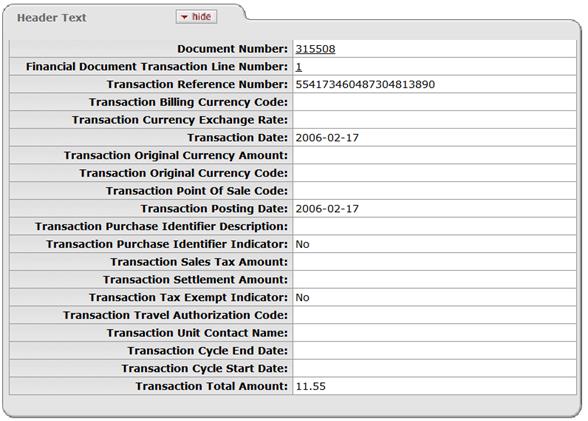 Header Text hide
Document Number: 315508
Financial Document Transaction Line Number: 1
Transaction Reference Number: 554173460487304813890
Transaction Billing Currency Code:
Transaction Currency Exchange Rate:
Transaction Date: 2006-02-17
Transaction Original Currency Amount:
Transaction Original Currency Code:
Transaction Point Of Sale Code:
Transaction Posting Date: 2006-02-17
Transaction Purchase Identifier Description:
Transaction Purchase Identifier Indicator: No
Transaction Sales Tax Amount:
Transaction Settlement Amount:
Transaction Tax Exempt Indicator: No
Transaction Travel Authorization Code:
Transaction Unit Contact Name:
Transaction Cycle End Date:
Transaction Cycle Start Date:
Transaction Total Amount: 11.55